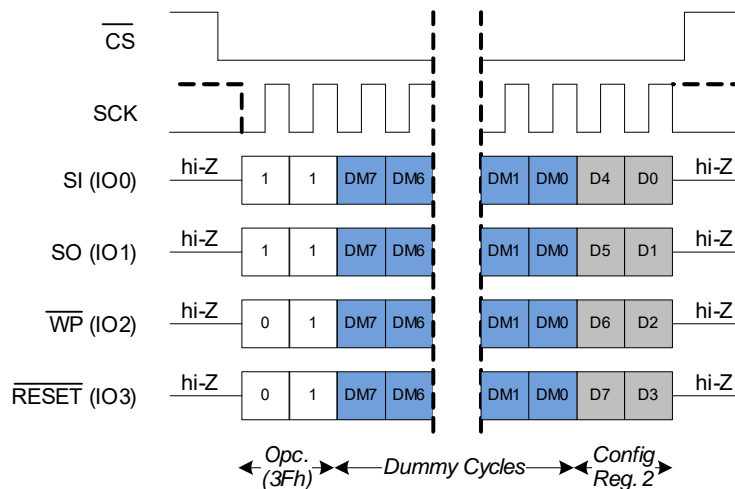 CS
SCK
hi-Z hi-Z
SI (IO0) 1 1 DM7 DM6 DM1 DM0 D4 D0
hi-Z hi-Z
SO (IO1) 1 1 DM7 DM6 DM1 DM0 D5 D1
hi-Z hi-Z
WP (IO2) 0 1 DM7 DM6 DM1 DM0 D6 D2
hi-Z hi-Z
RESET (IO3) 0 1 DM7 DM6 DM1 DM0 D7 D3
Opc.
(3Fh)
Dummy Cycles
Config
Reg. 2